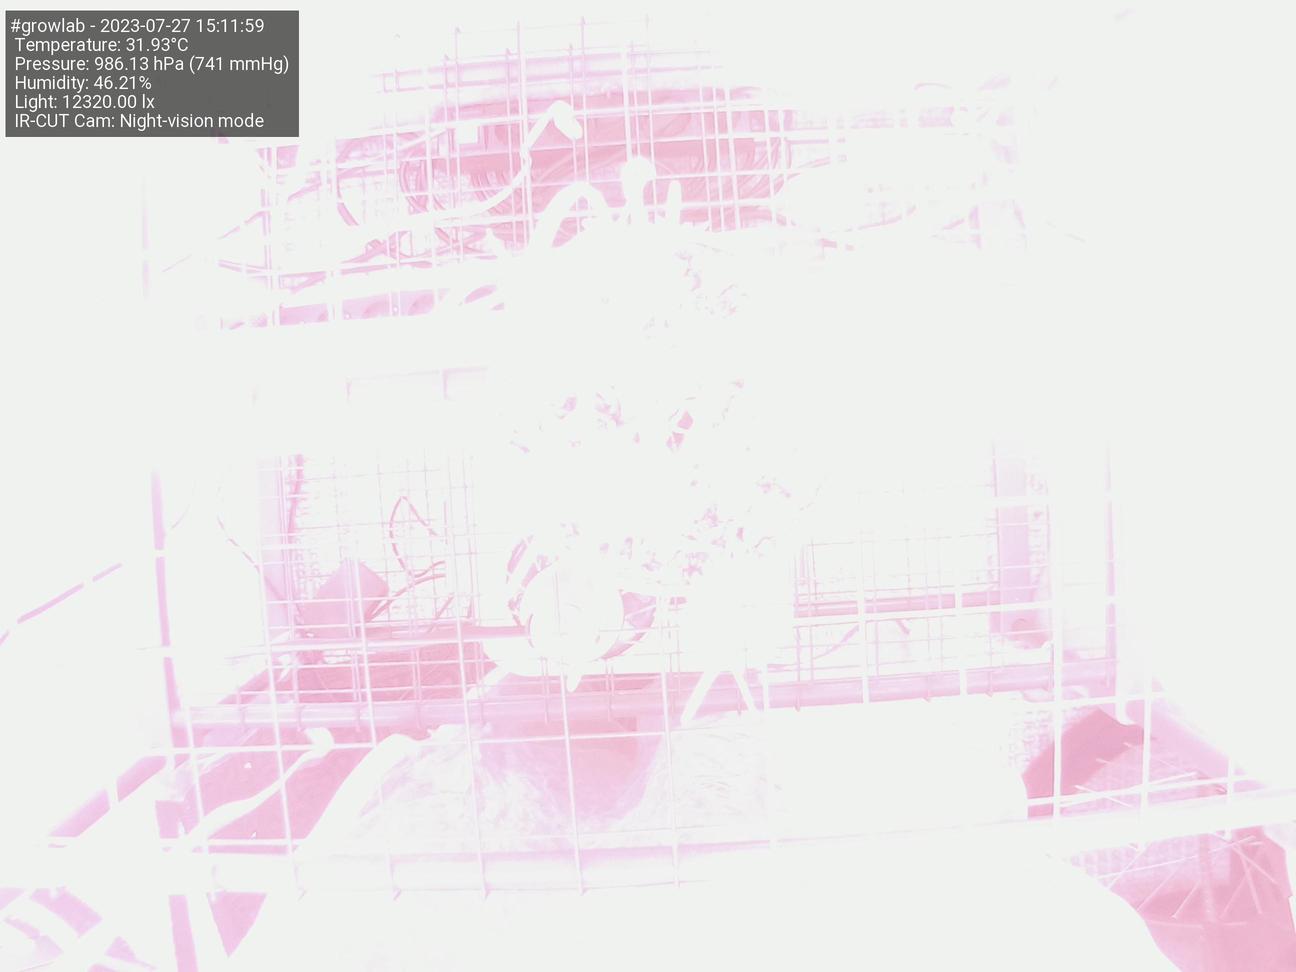 #growlab - 2023-07-27 15:11:59
Temperature: 31.93°C
Pressure: 986.13 hPa (741 mmHg)
Humidity: 46.21%
Light: 12320.00 lx
IR-CUT Cam: Night-vision mode